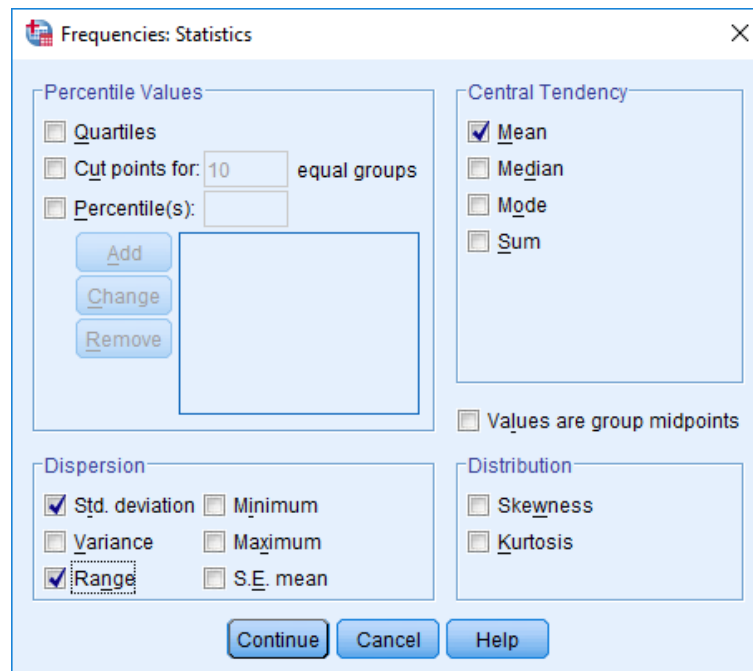 Frequencies: Statistics
Percentile Values
Quartiles
Cut points for: 10 equal groups
Percentile(s):
Add
Change
Remove
Central Tendency
Mean
Median
Mode
Sum
Values are group midpoints
Dispersion
Std. deviation Minimum
Variance Maximum
Range S.E. mean
Distribution
Skewness
Kurtosis
Continue Cancel Help